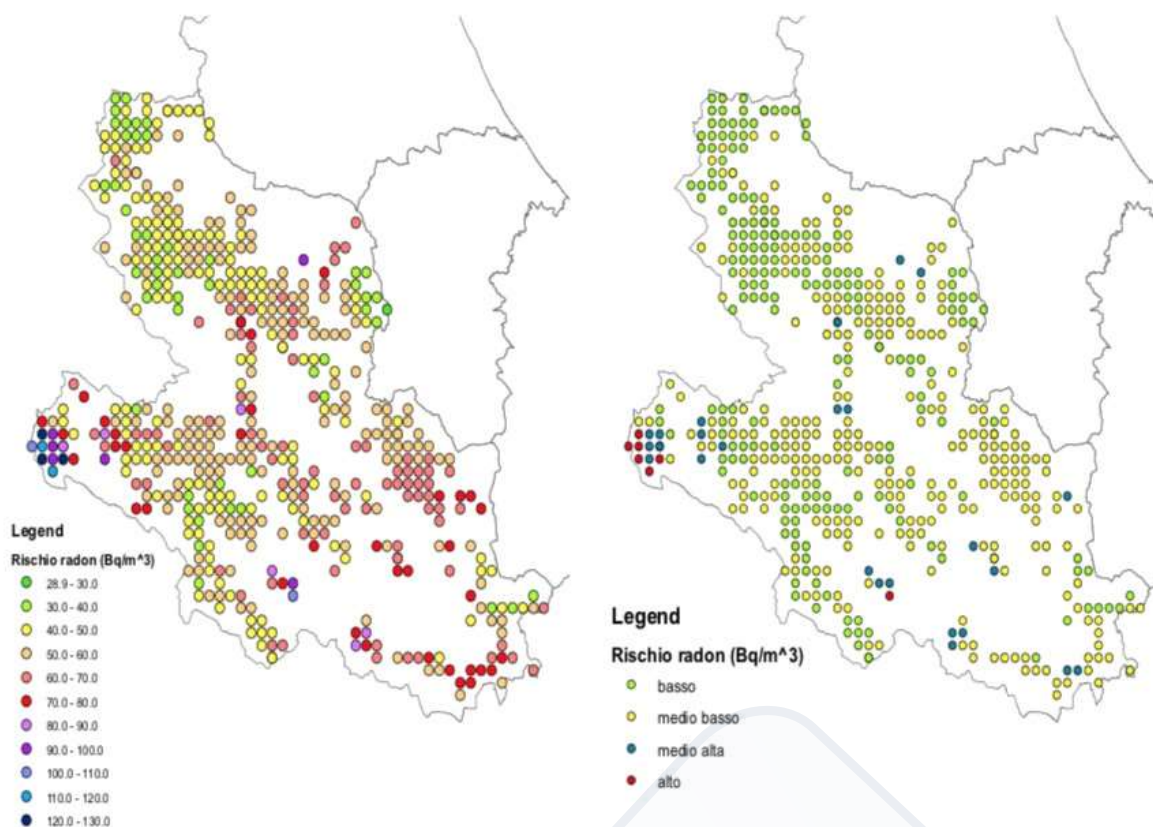 Legend
Rischio radon (Bq/m^3)
28.9 - 30.0
30.0 - 40.0
40.0 - 50.0
50.0 - 60.0
60.0 - 70.0
70.0 - 80.0
80.0 - 90.0
90.0 - 100.0
100.0 - 110.0
110.0 - 120.0
120.0 - 130.0
Legend
Rischio radon (Bq/m^3)
basso
medio basso
medio alta
alto